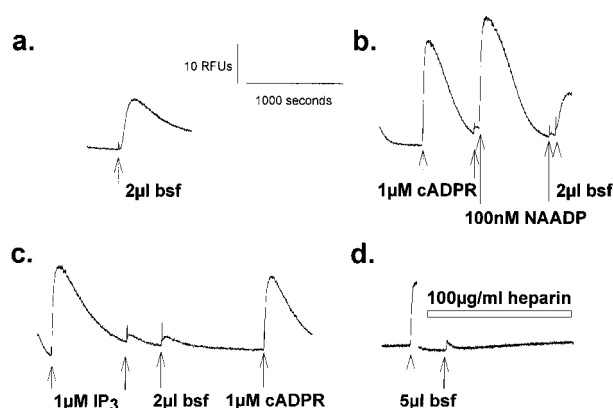 a.
10 RFUs
1000 seconds
2µl bsf
b.
1µM cADPR
2µl bsf
100nM NAADP
c.
1µM IP3
2µl bsf
1µM cADPR
d.
100µg/ml heparin
5µl bsf